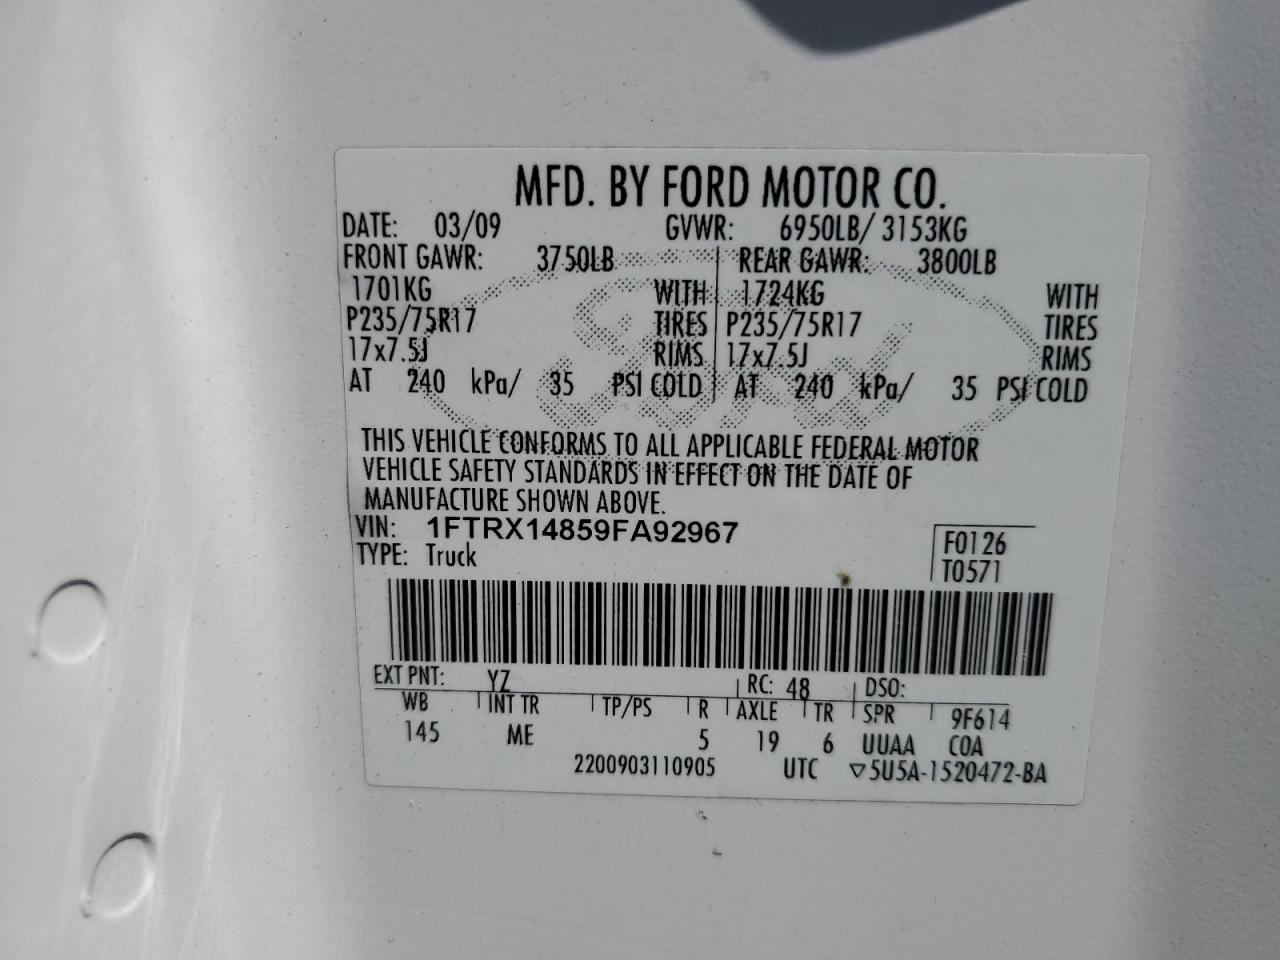 MFD. BY FORD MOTOR CO.
DATE: 03/09 GVWR: 6950LB/ 3153KG
FRONT GAWR: 3750LB REAR GAWR: 3800LB
1701KG WITH 1724KG WITH
P235/75R17 TIRES P235/75R17 TIRES
17x7.5J RIMS 17x7.5J RIMS
AT 240 kPa/ 35 PSI COLD AT 240 kPa/ 35 PSI COLD
Ford
THIS VEHICLE CONFORMS TO ALL APPLICABLE FEDERAL MOTOR
VEHICLE SAFETY STANDARDS IN EFFECT ON THE DATE OF
MANUFACTURE SHOWN ABOVE.
VIN: 1FTRX14859FA92967
F0126
TYPE: Truck
T0571
EXT PNT: YZ RC: 48 DSO:
WB INT TR TP/PS R AXLE TR SPR 9F614
145 ME 5 19 6 UUAA COA
2200903110905 UTC ▽5U5A-1520472-BA